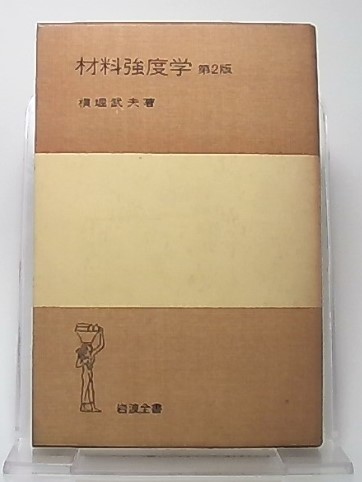 材料強度学 第2版
横堀武夫著
岩波全書